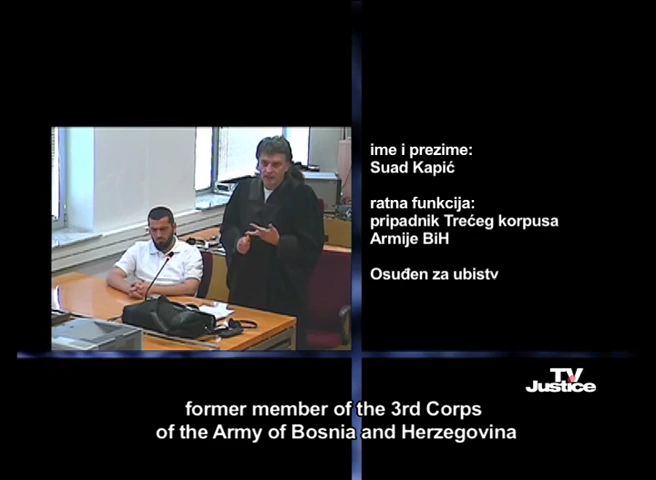 ime i prezime:
Suad Kapić
ratna funkcija:
pripadnik Trećeg korpusa
Armije BiH
Osuđen za ubistv
TV
Justice
former member of the 3rd Corps
of the Army of Bosnia and Herzegovina